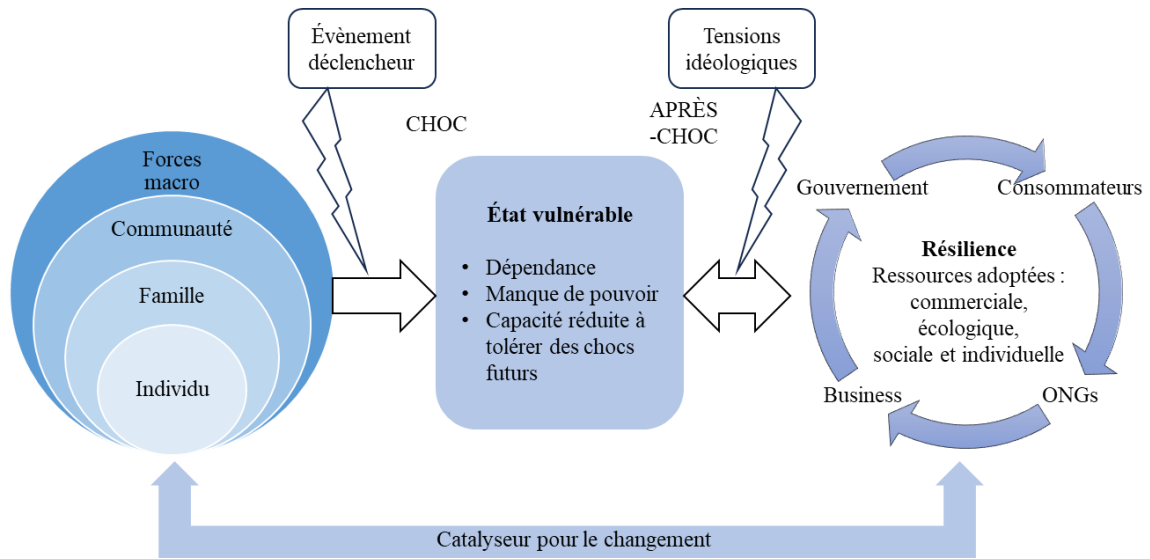 Évènement
déclencheur
Tensions
idéologiques
CHOC
APRÈS
-CHOC
Forces
macro
Communauté
Famille
Individu
État vulnérable
• Dépendance
• Manque de pouvoir
• Capacité réduite à
tolérer des chocs
futurs
Gouvernement
Consommateurs
Résilience
Ressources adoptées :
commerciale,
écologique,
sociale et individuelle
Business
ONGs
Catalyseur pour le changement